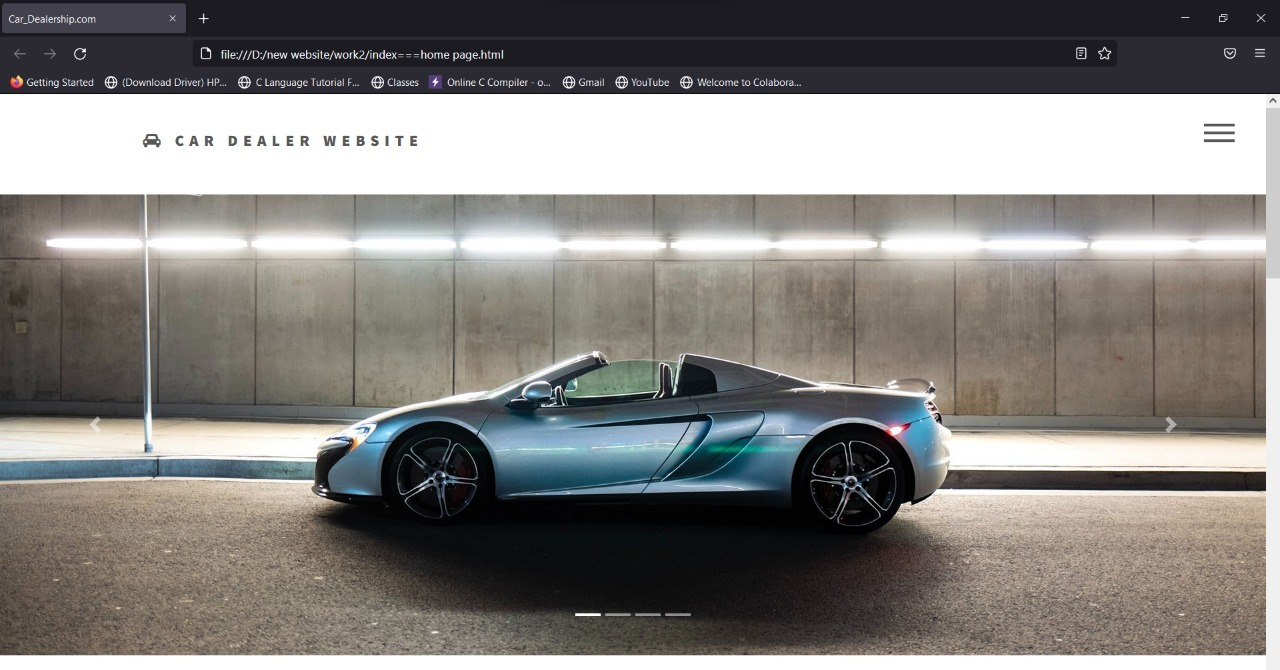 Car_Dealership.com
file:///D:/new website/work2/index===home page.html
Getting Started (Download Driver) HP... C Language Tutorial F... Classes Online C Compiler - o... Gmail YouTube Welcome to Colabora...
CAR DEALER WEBSITE